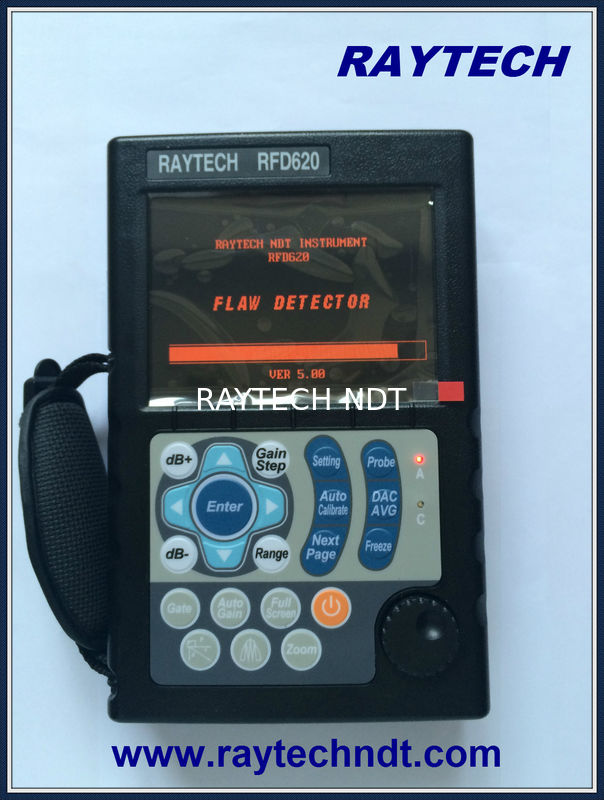 RAYTECH
RAYTECH RFD620
RAYTECH NDT INSTRUMENT
RFD620
FLAW DETECTOR
VER 5.00
RAYTECH NDT
dB+
Gain
Step
Setting
Probe
A
Enter
Auto
Calibrate
DAC
AVG
C
dB-
Range
Next
Page
Freeze
Gate
Auto
Gain
Full
Screen
Zoom
www.raytechndt.com